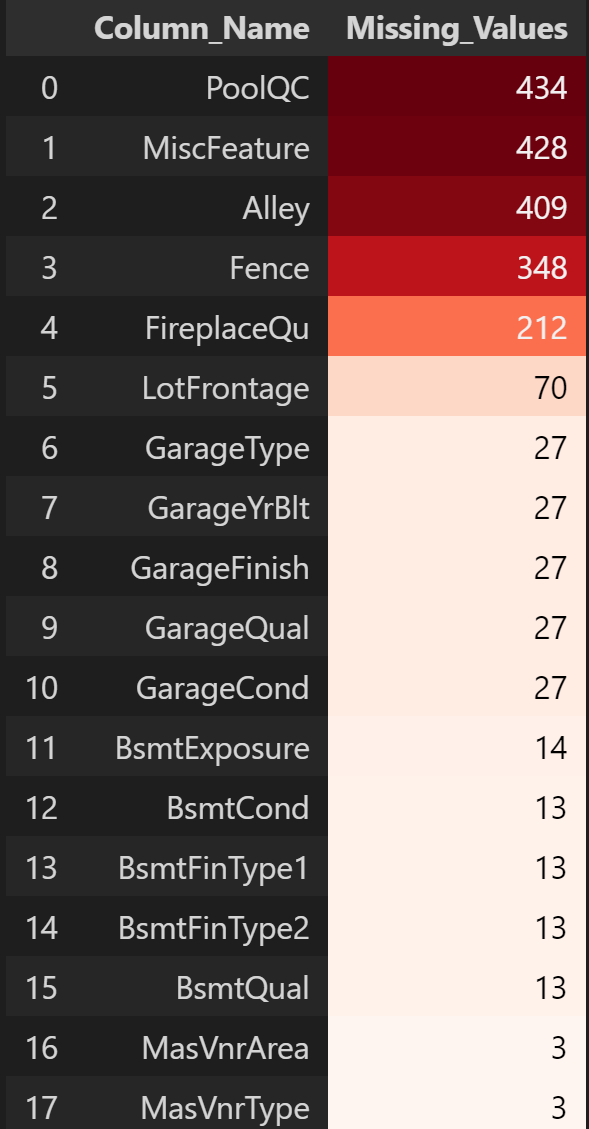 Column_Name Missing_Values
0 PoolQC 434
1 MiscFeature 428
2 Alley 409
3 Fence 348
4 FireplaceQu 212
5 LotFrontage 70
6 GarageType 27
7 GarageYrBlt 27
8 GarageFinish 27
9 GarageQual 27
10 GarageCond 27
11 BsmtExposure 14
12 BsmtCond 13
13 BsmtFinType1 13
14 BsmtFinType2 13
15 BsmtQual 13
16 MasVnrArea 3
17 MasVnrType 3